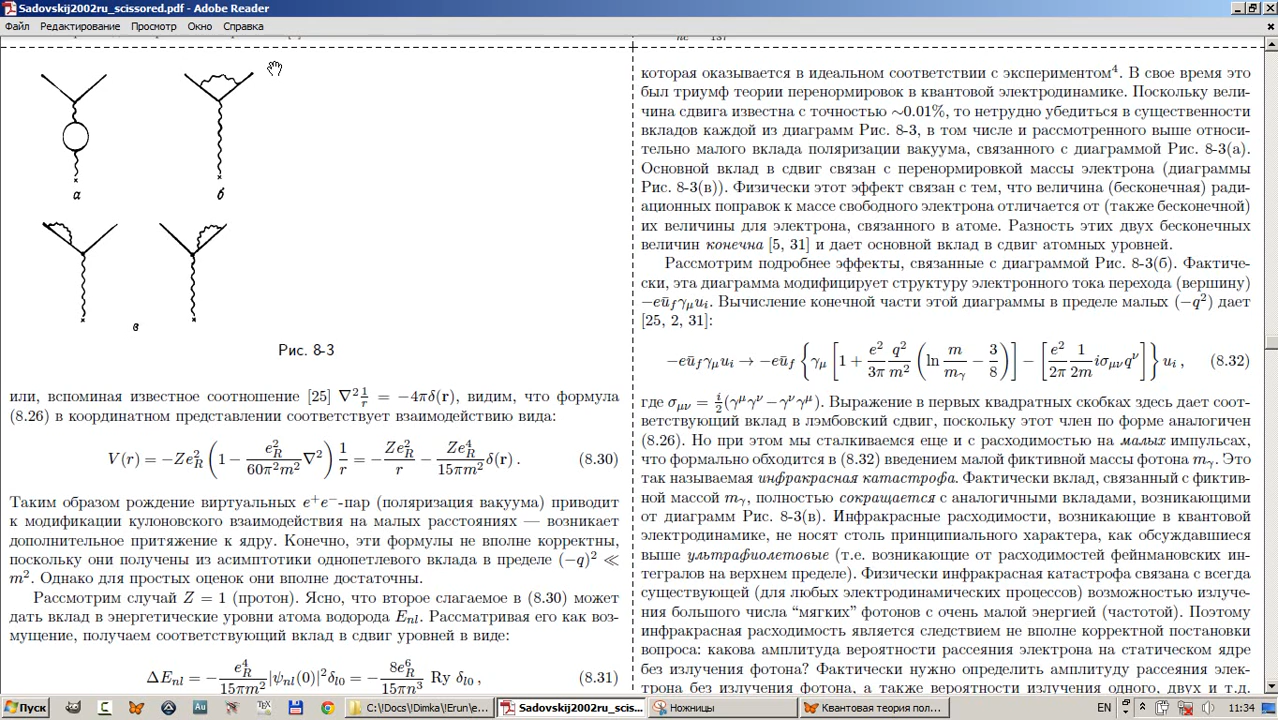 Sadovskij2002ru_scissored.pdf - Adobe Reader
Файл Редактирование Просмотр Окно Справка
а
б
в
Рис. 8-3
или, вспоминая известное соотношение [25] ∇² 1/r = −4πδ(r), видим, что формула
(8.26) в координатном представлении соответствует взаимодействию вида:
V(r) = −Ze²_R (1 − e²_R/60π²m² ∇²) 1/r = −Ze²_R/r − Ze⁴_R/15πm² δ(r) . (8.30)
Таким образом рождение виртуальных e⁺e⁻-пар (поляризация вакуума) приводит
к модификации кулоновского взаимодействия на малых расстояниях — возникает
дополнительное притяжение к ядру. Конечно, эти формулы не вполне корректны,
поскольку они получены из асимптотики однопетлевого вклада в пределе (−q)² ≪
m². Однако для простых оценок они вполне достаточны.
Рассмотрим случай Z = 1 (протон). Ясно, что второе слагаемое в (8.30) может
дать вклад в энергетические уровни атома водорода E_nl. Рассматривая его как воз-
мущение, получаем соответствующий вклад в сдвиг уровней в виде:
ΔE_nl = −e⁴_R/15πm² |ψ_nl(0)|²δ_l0 = −8e⁶_R/15πn³ Ry δ_l0 , (8.31)
137
которая оказывается в идеальном соответствии с экспериментом⁴. В свое время это
был триумф теории перенормировок в квантовой электродинамике. Поскольку вели-
чина сдвига известна с точностью ∼0.01%, то нетрудно убедиться в существенности
вкладов каждой из диаграмм Рис. 8-3, в том числе и рассмотренного выше относи-
тельно малого вклада поляризации вакуума, связанного с диаграммой Рис. 8-3(а).
Основной вклад в сдвиг связан с перенормировкой массы электрона (диаграммы
Рис. 8-3(в)). Физически этот эффект связан с тем, что величина (бесконечная) ради-
ационных поправок к массе свободного электрона отличается от (также бесконечной)
их величины для электрона, связанного в атоме. Разность этих двух бесконечных
величин конечна [5, 31] и дает основной вклад в сдвиг атомных уровней.
Рассмотрим подробнее эффекты, связанные с диаграммой Рис. 8-3(б). Фактиче-
ски, эта диаграмма модифицирует структуру электронного тока перехода (вершину)
−eū_fγ_μu_i. Вычисление конечной части этой диаграммы в пределе малых (−q²) дает
[25, 2, 31]:
−eū_fγ_μu_i → −eū_f {γ_μ [1 + e²/3π q²/m² (ln m/m_γ − 3/8)] − [e²/2π 1/2m iσ_μν q^ν]} u_i , (8.32)
где σ_μν = i/2(γ^μγ^ν − γ^νγ^μ). Выражение в первых квадратных скобках здесь дает соот-
ветствующий вклад в лэмбовский сдвиг, поскольку этот член по форме аналогичен
(8.26). Но при этом мы сталкиваемся еще и с расходимостью на малых импульсах,
что формально обходится в (8.32) введением малой фиктивной массы фотона m_γ. Это
так называемая инфракрасная катастрофа. Фактически вклад, связанный с фиктив-
ной массой m_γ, полностью сокращается с аналогичными вкладами, возникающими
от диаграмм Рис. 8-3(в). Инфракрасные расходимости, возникающие в квантовой
электродинамике, не носят столь принципиального характера, как обсуждавшиеся
выше ультрафиолетовые (т.е. возникающие от расходимостей фейнмановских ин-
тегралов на верхнем пределе). Физически инфракрасная катастрофа связана с всегда
существующей (для любых электродинамических процессов) возможностью излуче-
ния большого числа “мягких” фотонов с очень малой энергией (частотой). Поэтому
инфракрасная расходимость является следствием не вполне корректной постановки
вопроса: какова амплитуда вероятности рассеяния электрона на статическом ядре
без излучения фотона? Фактически нужно определить амплитуду рассеяния элек-
трона без излучения фотона, а также вероятности излучения одного, двух и т.д.
Пуск
C:\Docs\Dimka\Erun\e...
Sadovskij2002ru_scis...
Ножницы
Квантовая теория пол...
EN
11:34